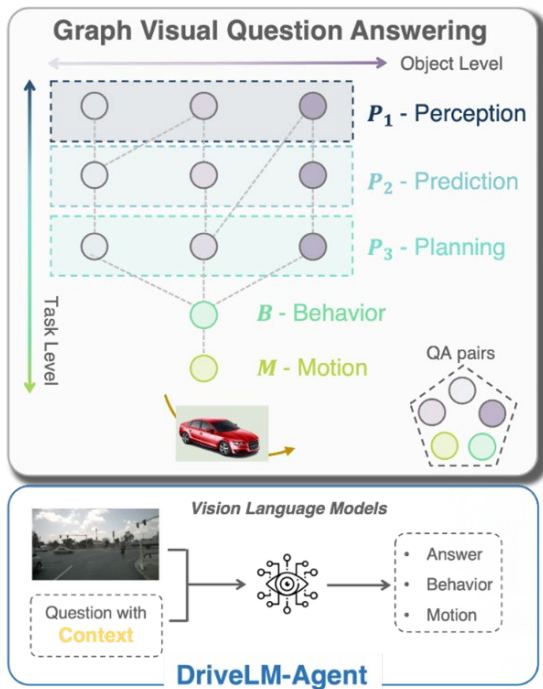 Graph Visual Question Answering
Object Level
P₁ - Perception
P₂ - Prediction
P₃ - Planning
B - Behavior
M - Motion
Task Level
QA pairs
Vision Language Models
Question with
Context
• Answer
• Behavior
• Motion
DriveLM-Agent